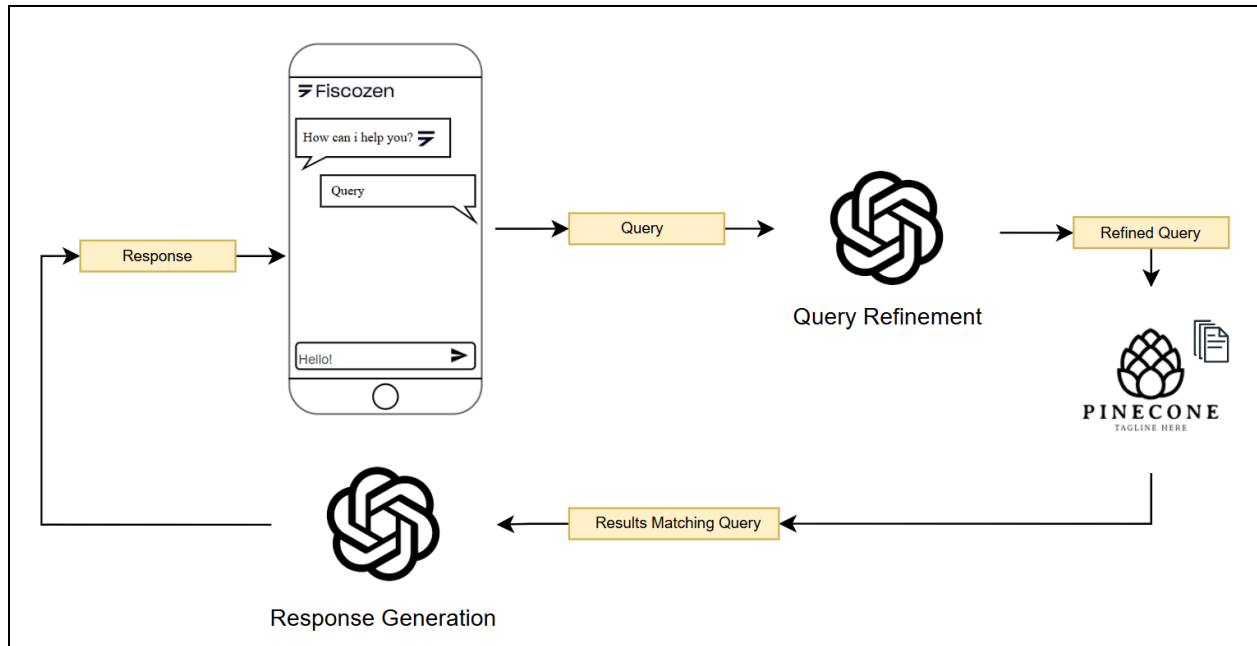 Fiscozen
How can i help you?
Query
Hello!
Response
Query
Query Refinement
Refined Query
PINECONE
TAGLINE HERE
Results Matching Query
Response Generation